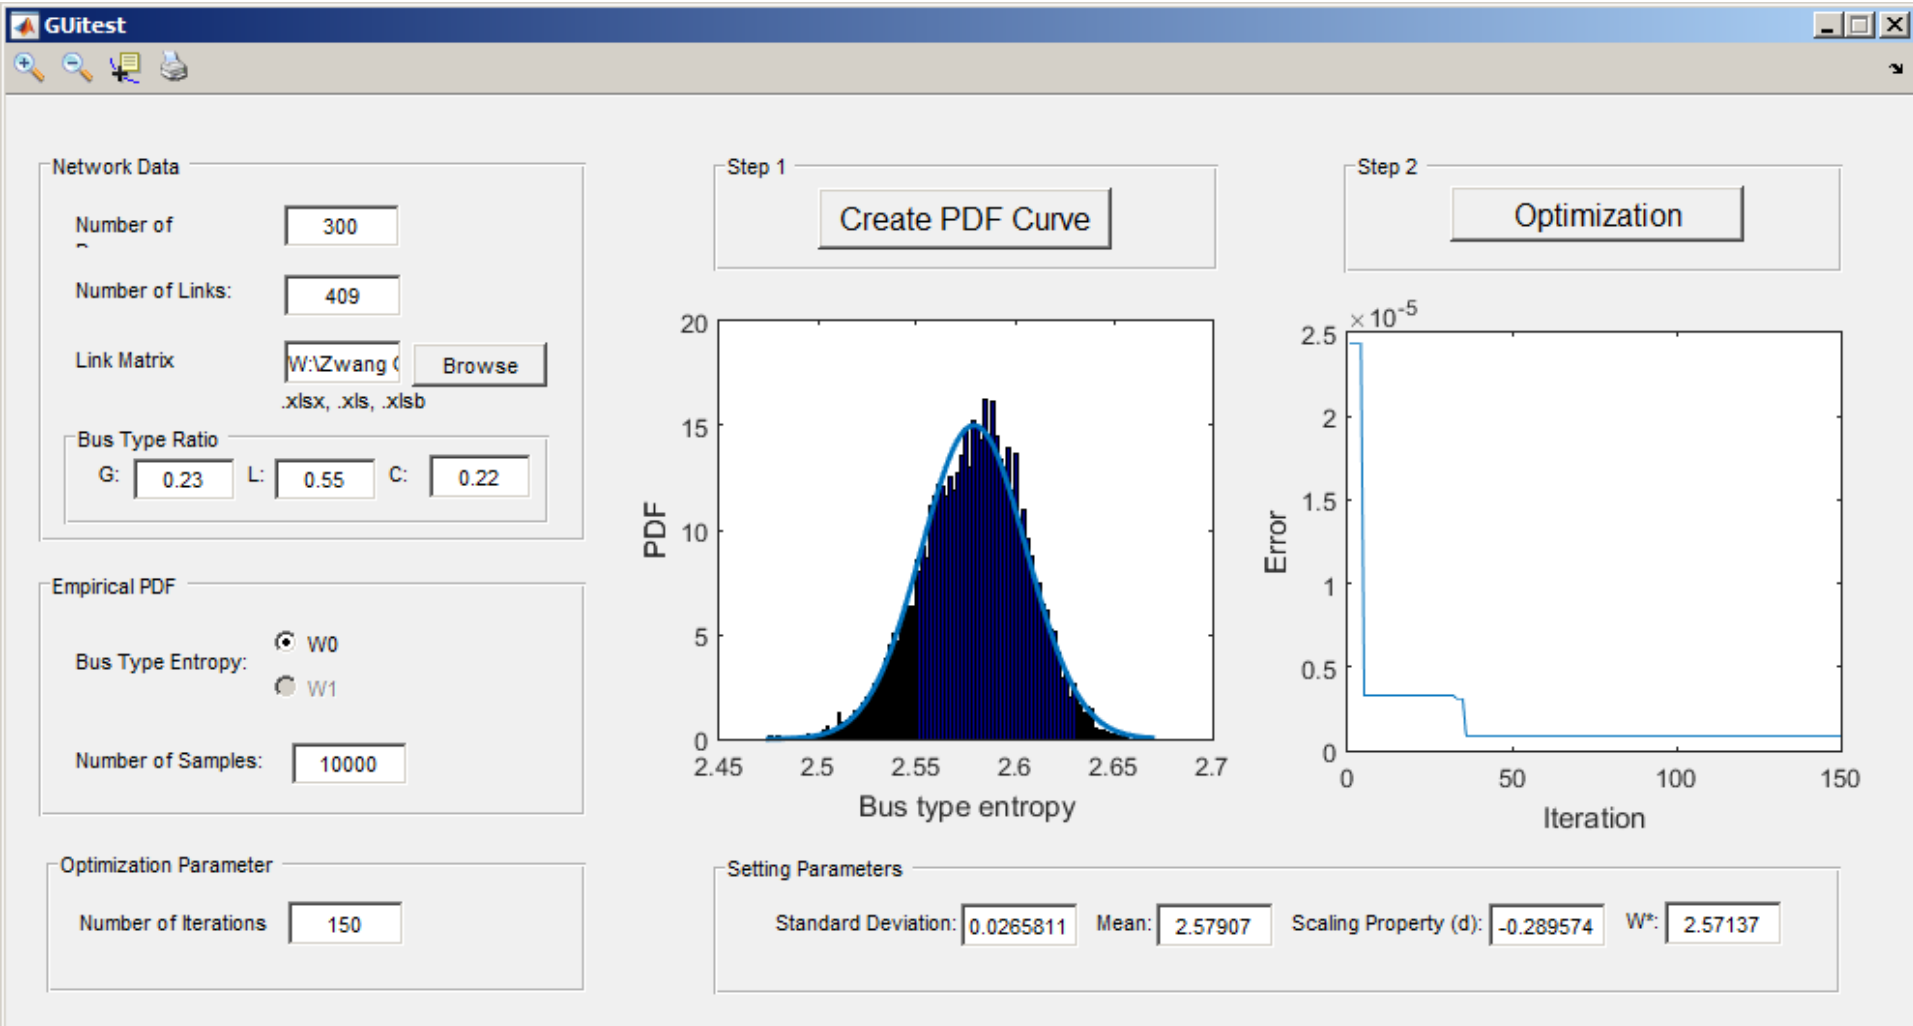 GUitest
Network Data
Number of
300
Number of Links:
409
Link Matrix
W:\Zwang
Browse
.xlsx, .xls, .xlsb
Bus Type Ratio
G: 0.23 L: 0.55 C: 0.22
Empirical PDF
Bus Type Entropy:
W0
W1
Number of Samples:
10000
Optimization Parameter
Number of Iterations
150
Step 1
Create PDF Curve
20
15
10
5
0
PDF
2.45 2.5 2.55 2.6 2.65 2.7
Bus type entropy
Step 2
Optimization
×10-5
2.5
2
1.5
1
0.5
0
Error
0 50 100 150
Iteration
Setting Parameters
Standard Deviation: 0.0265811 Mean: 2.57907 Scaling Property (d): -0.289574 W*: 2.57137